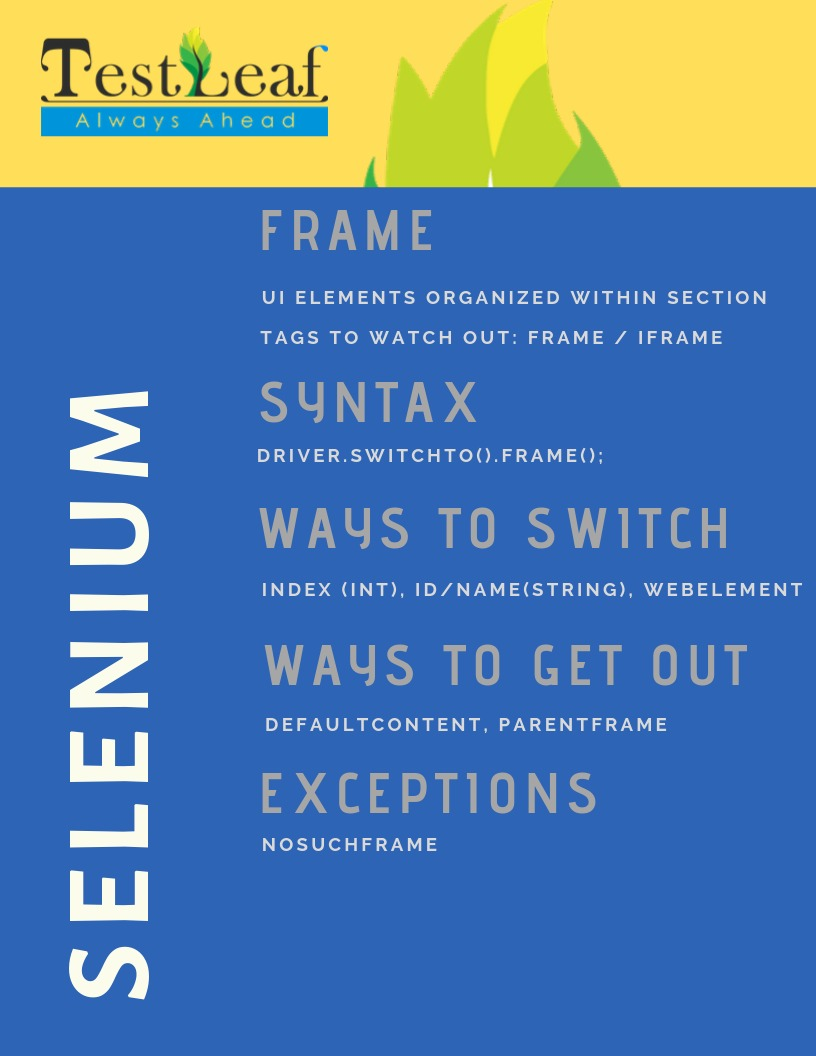 TestLeaf
Always Ahead
SELENIUM
FRAME
UI ELEMENTS ORGANIZED WITHIN SECTION
TAGS TO WATCH OUT: FRAME / IFRAME
SYNTAX
DRIVER.SWITCHTO().FRAME();
WAYS TO SWITCH
INDEX (INT), ID/NAME(STRING), WEBELEMENT
WAYS TO GET OUT
DEFAULTCONTENT, PARENTFRAME
EXCEPTIONS
NOSUCHFRAME